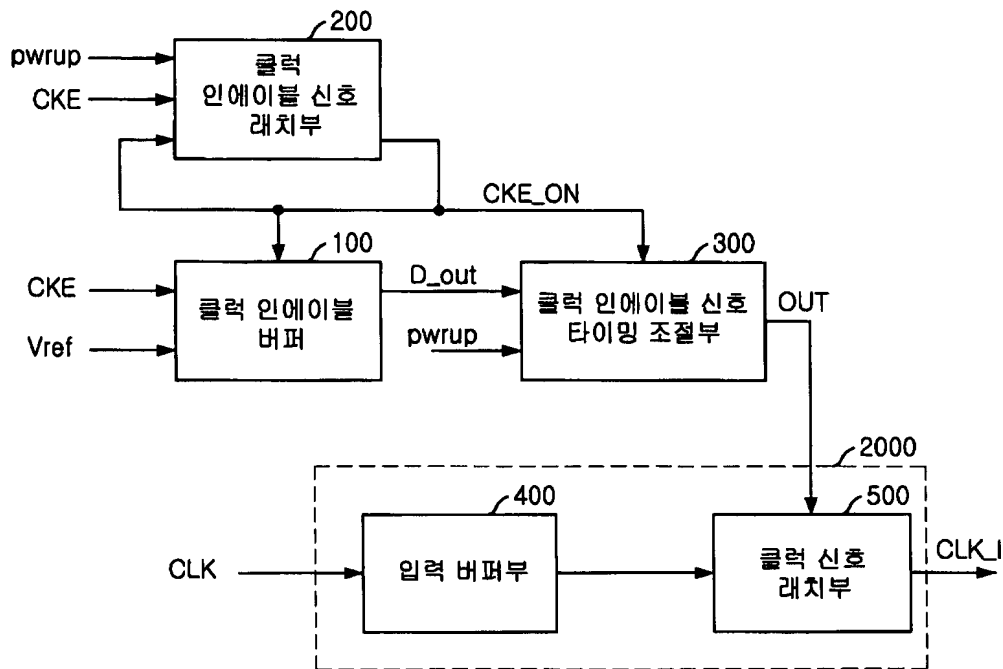 200
pwrup
CKE
클럭
인에이블 신호
래치부
CKE_ON
100
300
CKE
Vref
클럭 인에이블
버퍼
D_out
pwrup
클럭 인에이블 신호
타이밍 조절부
OUT
2000
400
500
CLK
입력 버퍼부
클럭 신호
래치부
CLK_I